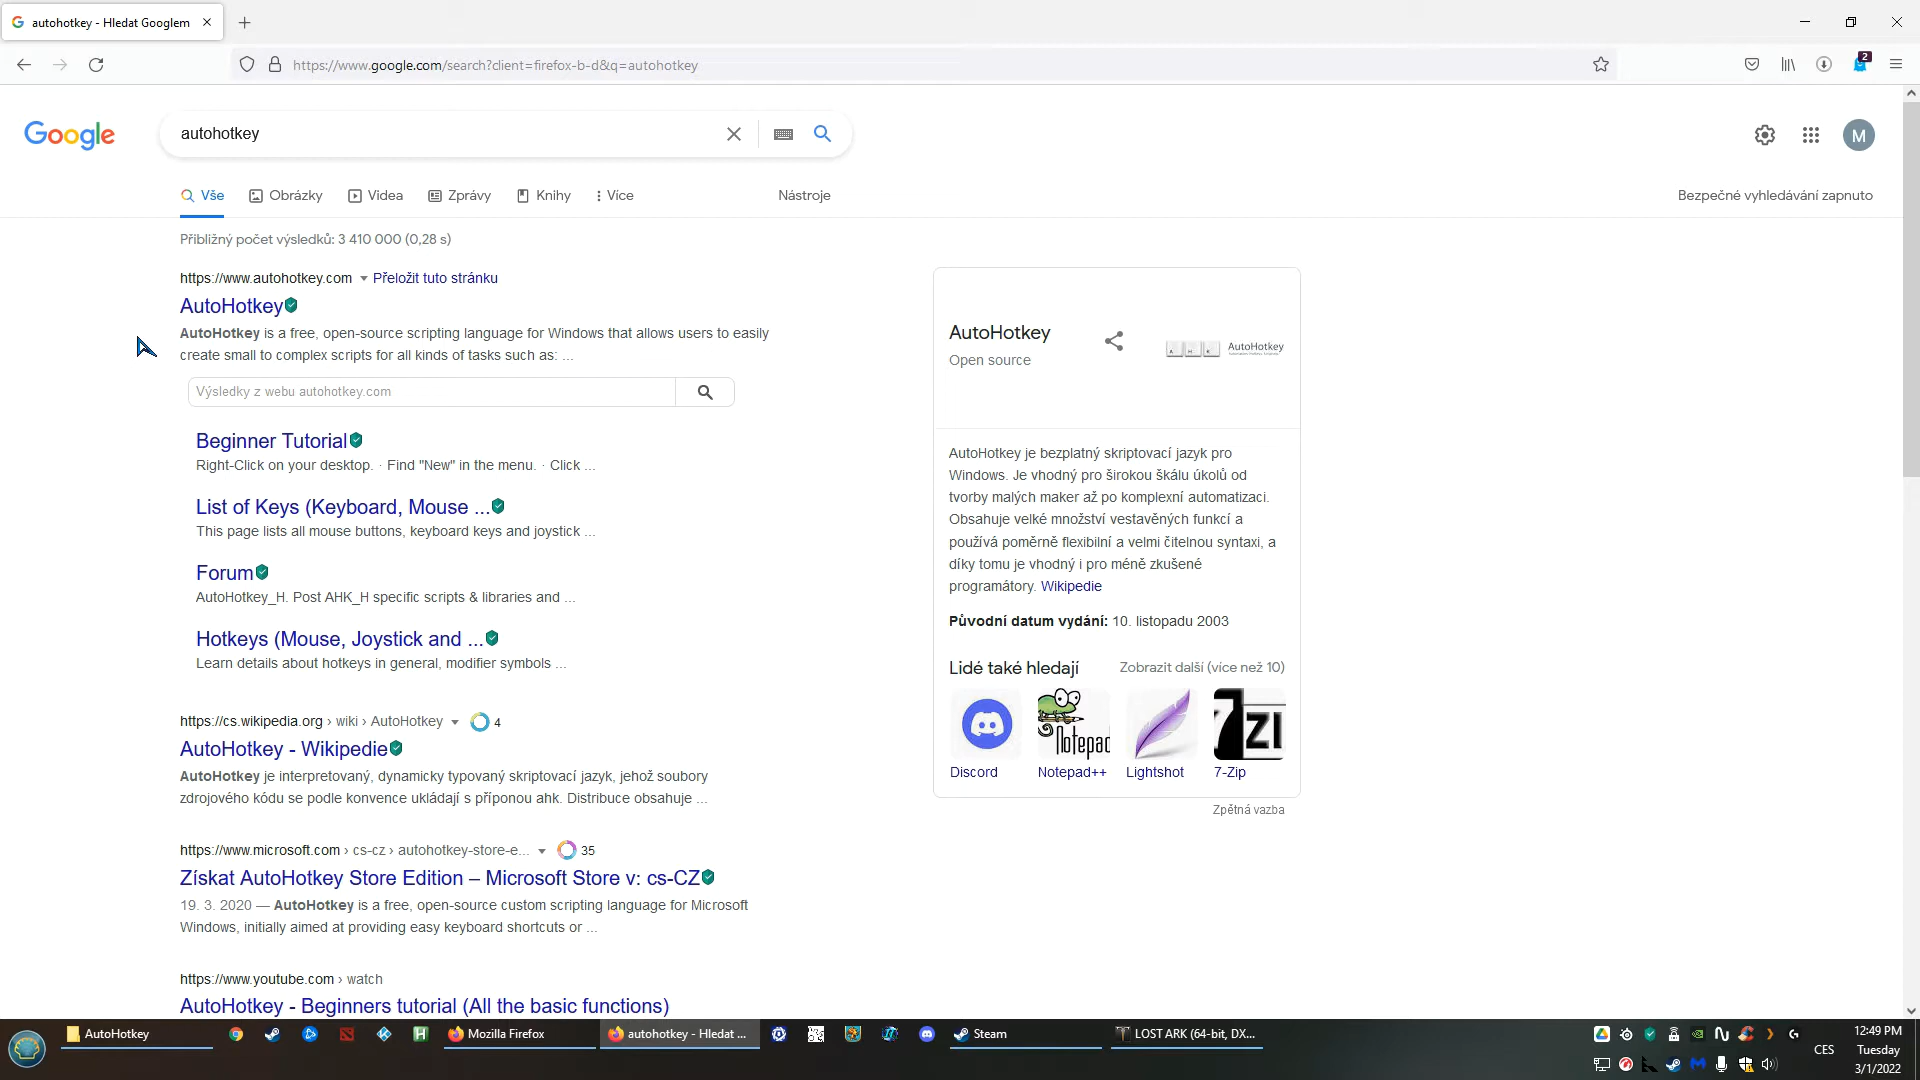 autohotkey - Hledat Googlem
https://www.google.com/search?client=firefox-b-d&q=autohotkey
2
Google
autohotkey
M
Vše
Obrázky
Videa
Zprávy
Knihy
Více
Nástroje
Bezpečné vyhledávání zapnuto
Přibližný počet výsledků: 3 410 000 (0,28 s)
https://www.autohotkey.com
Přeložit tuto stránku
AutoHotkey
AutoHotkey is a free, open-source scripting language for Windows that allows users to easily
create small to complex scripts for all kinds of tasks such as: ...
Výsledky z webu autohotkey.com
Beginner Tutorial
Right-Click on your desktop. · Find "New" in the menu. · Click ...
List of Keys (Keyboard, Mouse ...
This page lists all mouse buttons, keyboard keys and joystick ...
Forum
AutoHotkey_H. Post AHK_H specific scripts & libraries and ...
Hotkeys (Mouse, Joystick and ...
Learn details about hotkeys in general, modifier symbols ...
https://cs.wikipedia.org › wiki › AutoHotkey
4
AutoHotkey - Wikipedie
AutoHotkey je interpretovaný, dynamicky typovaný skriptovací jazyk, jehož soubory
zdrojového kódu se podle konvence ukládají s příponou ahk. Distribuce obsahuje ...
https://www.microsoft.com › cs-cz › autohotkey-store-e...
35
Získat AutoHotkey Store Edition – Microsoft Store v: cs-CZ
19. 3. 2020 — AutoHotkey is a free, open-source custom scripting language for Microsoft
Windows, initially aimed at providing easy keyboard shortcuts or ...
https://www.youtube.com › watch
AutoHotkey - Beginners tutorial (All the basic functions)
AutoHotkey
Open source
A H K AutoHotkey
AutoHotkey je bezplatný skriptovací jazyk pro
Windows. Je vhodný pro širokou škálu úkolů od
tvorby malých maker až po komplexní automatizaci.
Obsahuje velké množství vestavěných funkcí a
používá poměrně flexibilní a velmi čitelnou syntaxi, a
díky tomu je vhodný i pro méně zkušené
programátory. Wikipedie
Původní datum vydání: 10. listopadu 2003
Lidé také hledají
Zobrazit další (více než 10)
Notepad
7ZI
Discord
Notepad++
Lightshot
7-Zip
Zpětná vazba
AutoHotkey
H
Mozilla Firefox
autohotkey - Hledat ...
Steam
LOST ARK (64-bit, DX...
CES
12:49 PM
Tuesday
3/1/2022